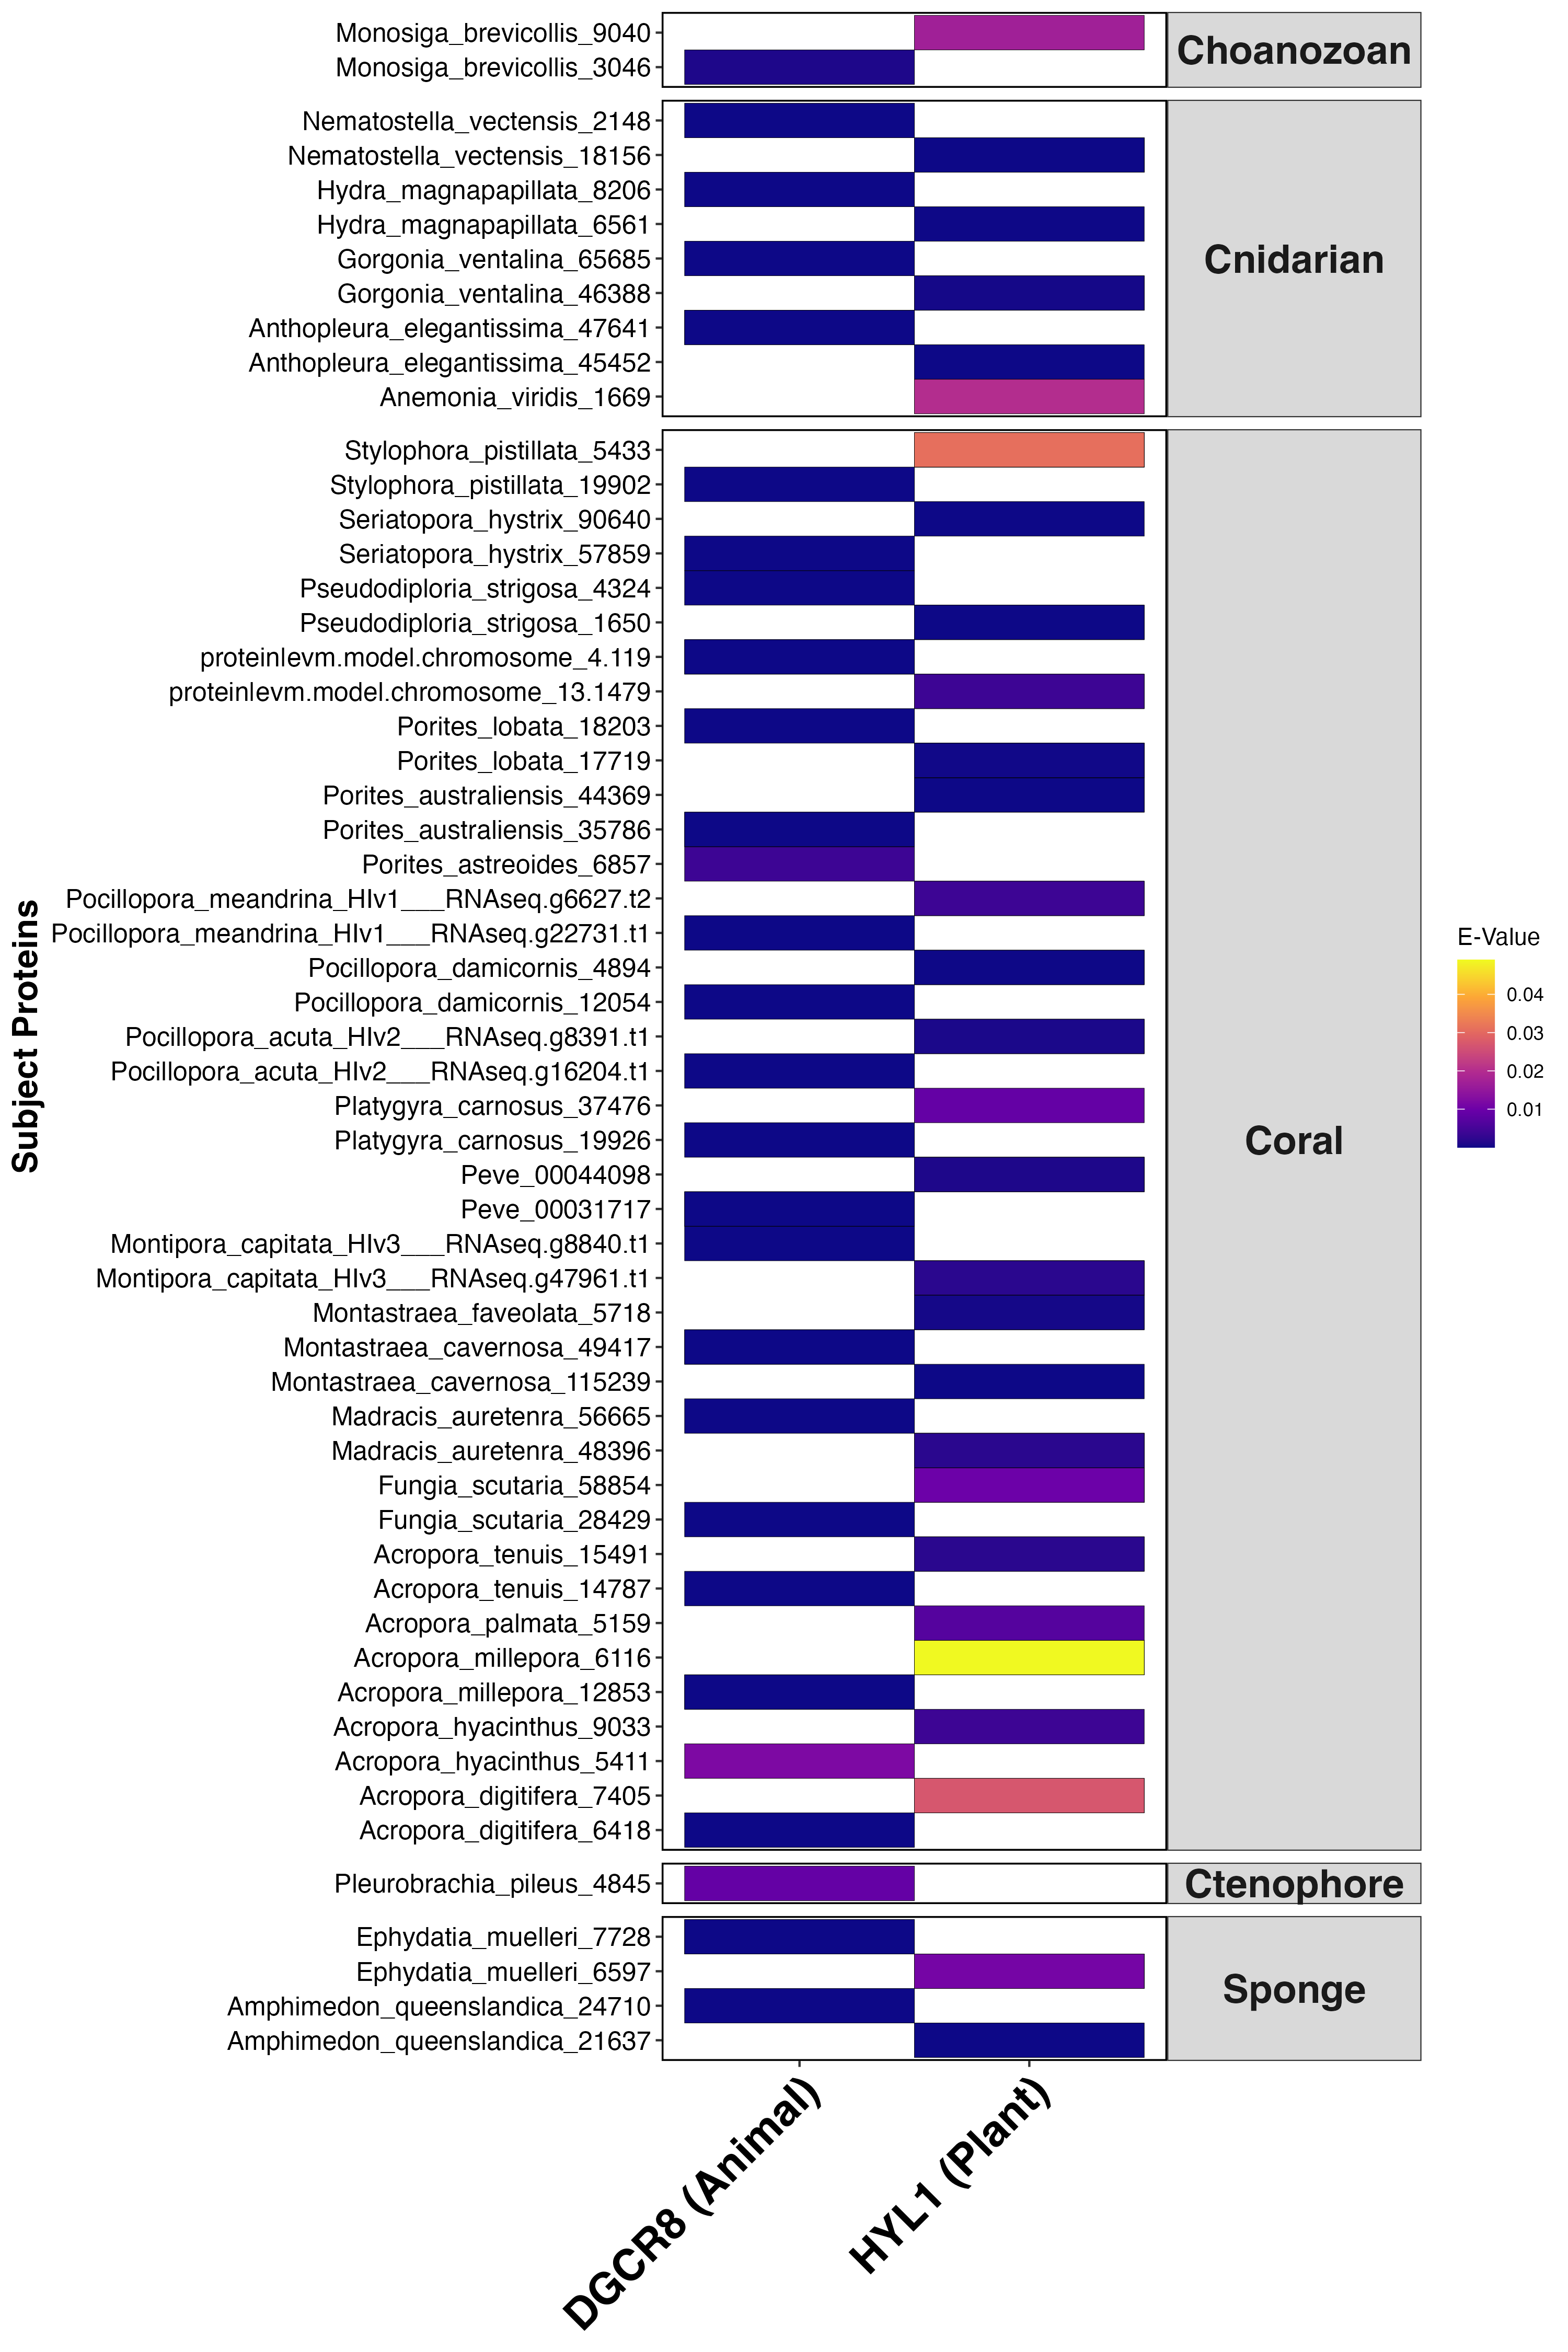 Monosiga_brevicollis_9040
Monosiga_brevicollis_3046
Choanozoan
Nematostella_vectensis_2148
Nematostella_vectensis_18156
Hydra_magnapapillata_8206
Hydra_magnapapillata_6561
Gorgonia_ventalina_65685
Gorgonia_ventalina_46388
Anthopleura_elegantissima_47641
Anthopleura_elegantissima_45452
Anemonia_viridis_1669
Cnidarian
Stylophora_pistillata_5433
Stylophora_pistillata_19902
Seriatopora_hystrix_90640
Seriatopora_hystrix_57859
Pseudodiploria_strigosa_4324
Pseudodiploria_strigosa_1650
proteinlevm.model.chromosome_4.119
proteinlevm.model.chromosome_13.1479
Porites_lobata_18203
Porites_lobata_17719
Porites_australiensis_44369
Porites_australiensis_35786
Porites_astreoides_6857
Pocillopora_meandrina_HIv1___RNAseq.g6627.t2
Pocillopora_meandrina_HIv1___RNAseq.g22731.t1
Pocillopora_damicornis_4894
Pocillopora_damicornis_12054
Pocillopora_acuta_HIv2___RNAseq.g8391.t1
Pocillopora_acuta_HIv2___RNAseq.g16204.t1
Platygyra_carnosus_37476
Platygyra_carnosus_19926
Peve_00044098
Peve_00031717
Montipora_capitata_HIv3___RNAseq.g8840.t1
Montipora_capitata_HIv3___RNAseq.g47961.t1
Montastraea_faveolata_5718
Montastraea_cavernosa_49417
Montastraea_cavernosa_115239
Madracis_auretenra_56665
Madracis_auretenra_48396
Fungia_scutaria_58854
Fungia_scutaria_28429
Acropora_tenuis_15491
Acropora_tenuis_14787
Acropora_palmata_5159
Acropora_millepora_6116
Acropora_millepora_12853
Acropora_hyacinthus_9033
Acropora_hyacinthus_5411
Acropora_digitifera_7405
Acropora_digitifera_6418
Coral
Pleurobrachia_pileus_4845
Ctenophore
Ephydatia_muelleri_7728
Ephydatia_muelleri_6597
Amphimedon_queenslandica_24710
Amphimedon_queenslandica_21637
Sponge
Subject Proteins
DGCR8 (Animal)
HYL1 (Plant)
E-Value
0.04
0.03
0.02
0.01